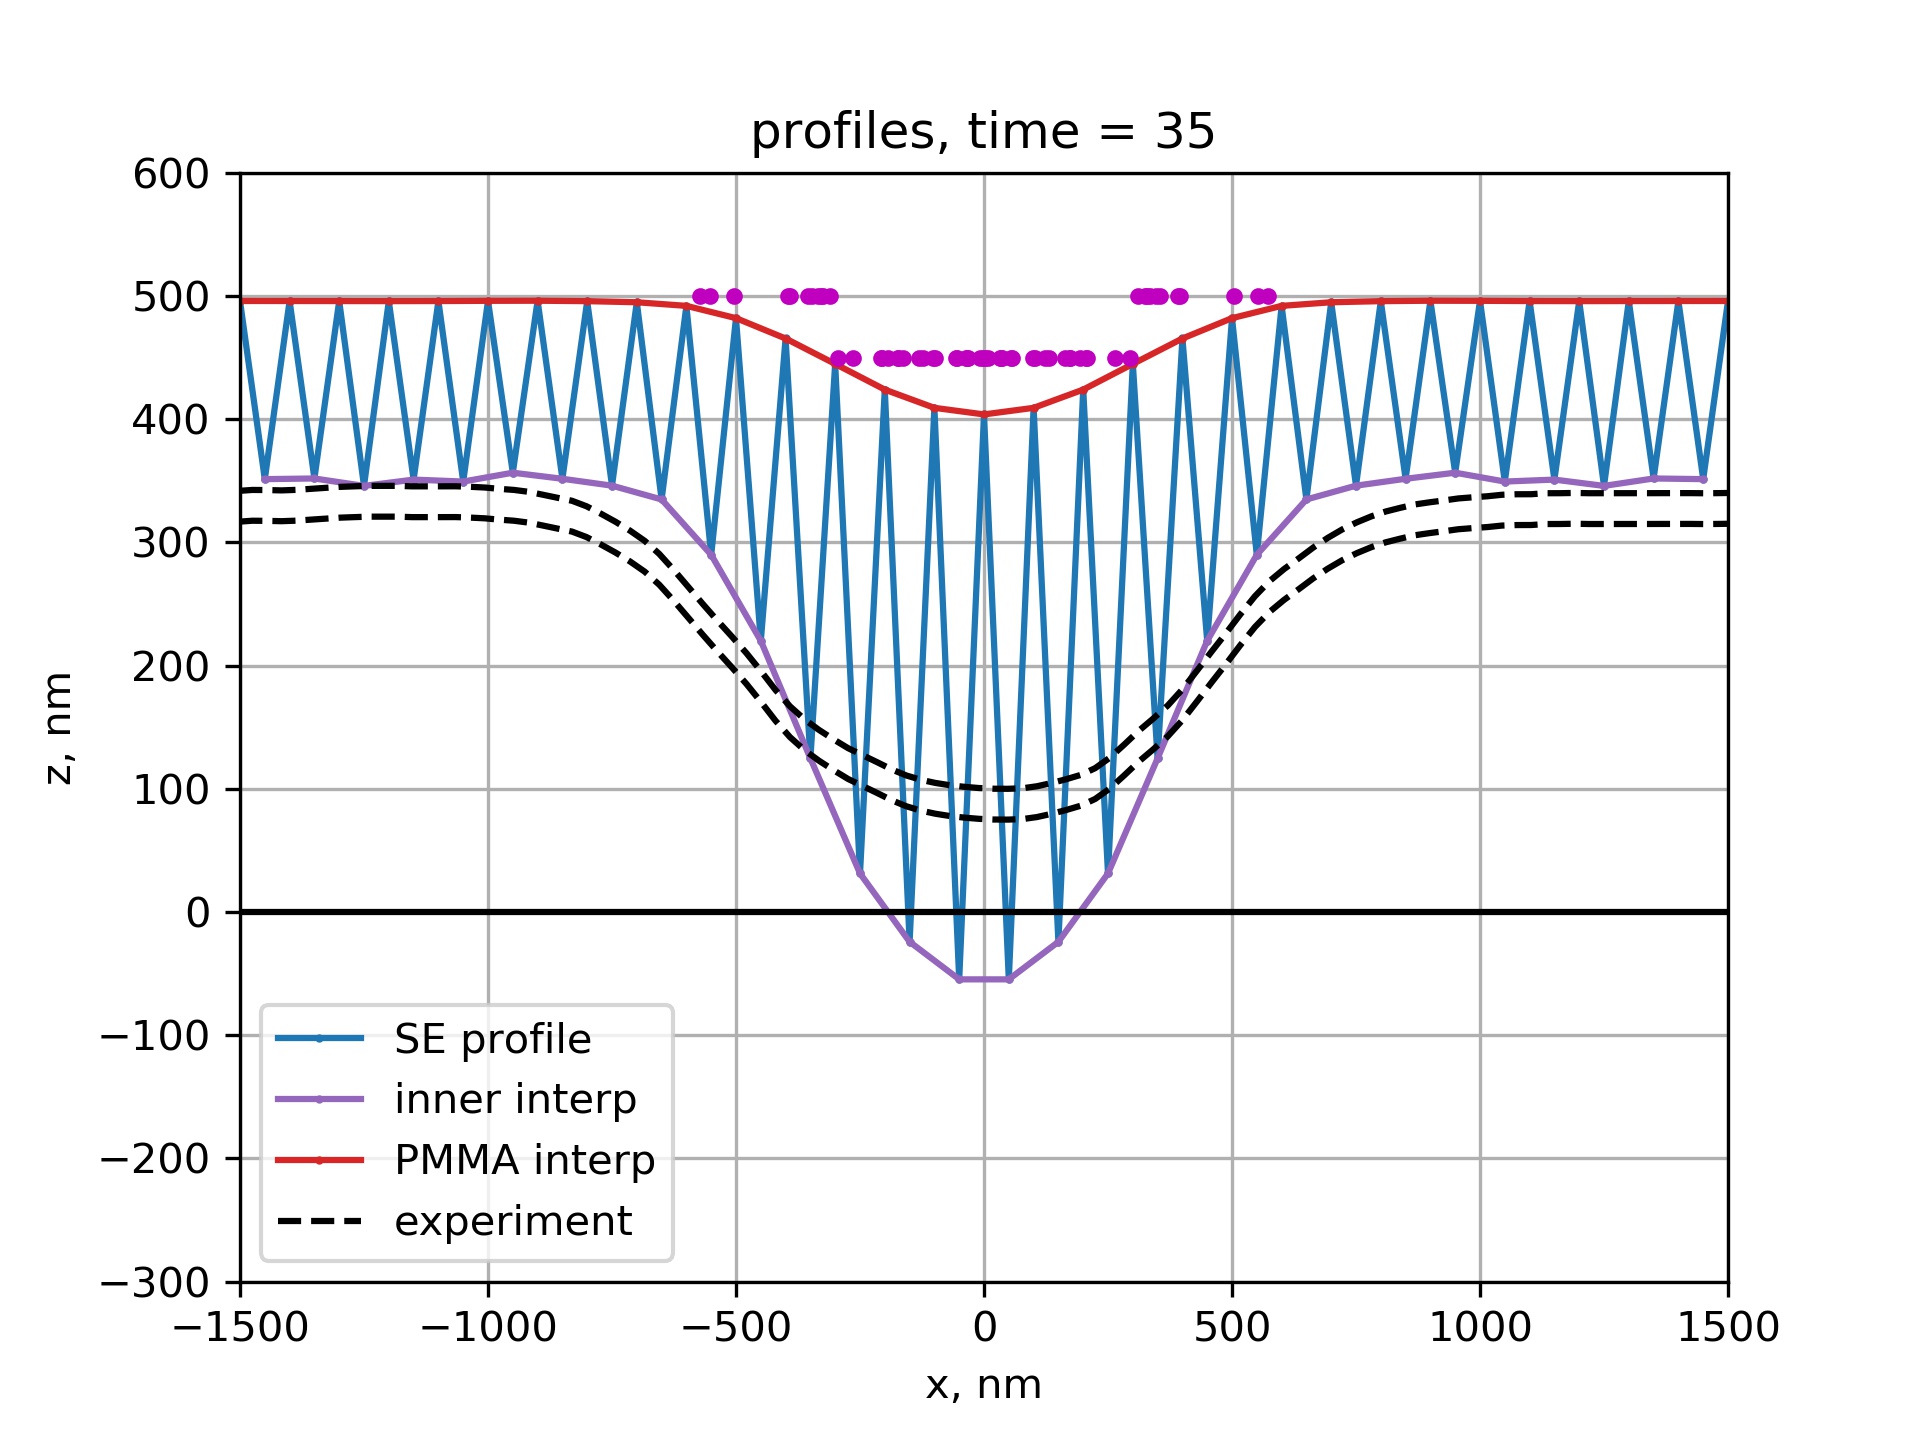 profiles, time = 35
600
500
400
300
200
100
0
−100
−200
−300
z, nm
SE profile
inner interp
PMMA interp
experiment
−1500 −1000 −500 0 500 1000 1500
x, nm